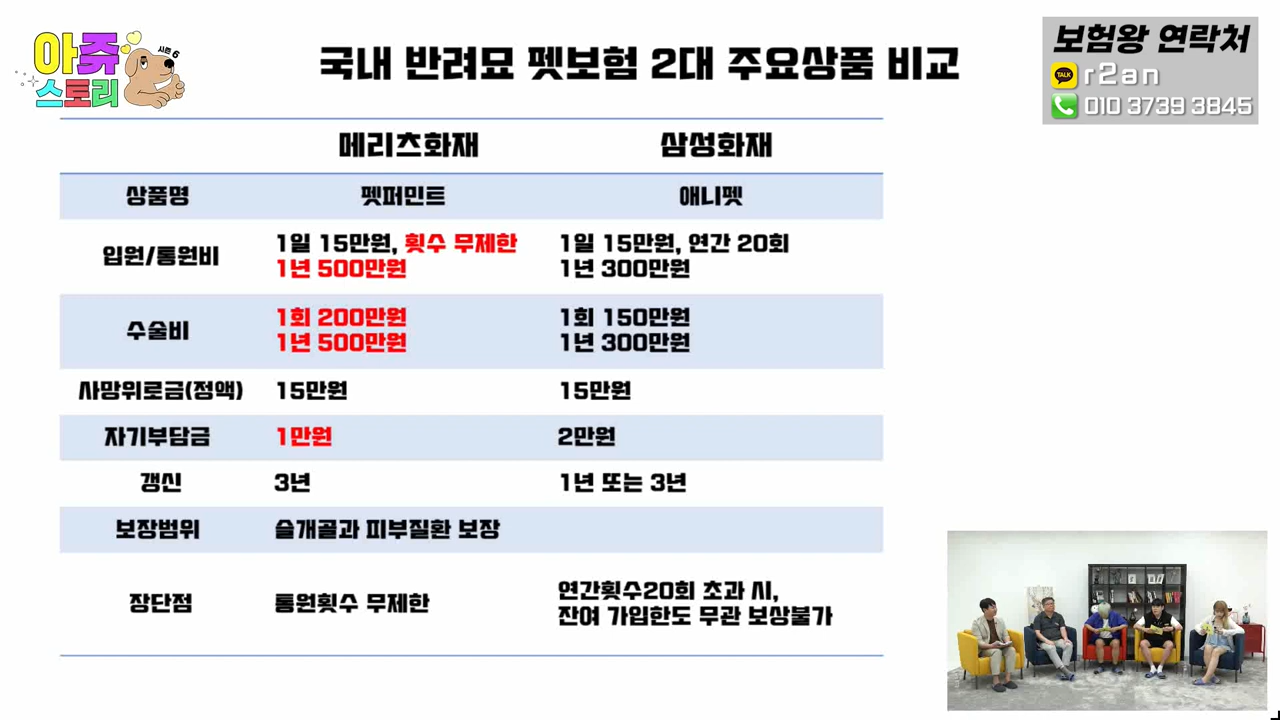 아쥬
스토리
시즌 6
국내 반려묘 펫보험 2대 주요상품 비교
보험왕 연락처
TALK
r2an
010 3739 3845
메리츠화재 삼성화재
상품명 펫퍼민트 애니펫
입원/통원비 1일 15만원, 횟수 무제한 1일 15만원, 연간 20회
1년 500만원 1년 300만원
수술비 1회 200만원 1회 150만원
1년 500만원 1년 300만원
사망위로금(정액) 15만원 15만원
자기부담금 1만원 2만원
갱신 3년 1년 또는 3년
보장범위 슬개골과 피부질환 보장
장단점 통원횟수 무제한 연간횟수20회 초과 시,
잔여 가입한도 무관 보상불가